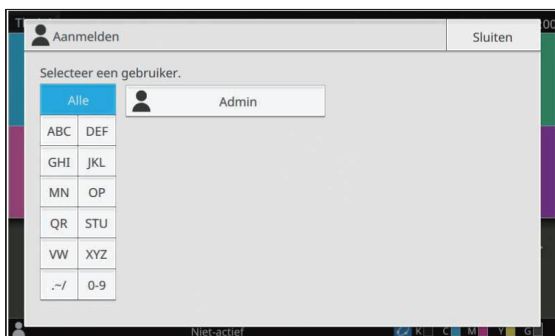 Aanmelden
Sluiten
Selecteer een gebruiker.
Alle
Admin
ABC DEF
GHI JKL
MN OP
QR STU
VW XYZ
.~/ 0-9
Niet-actief
K C M Y G